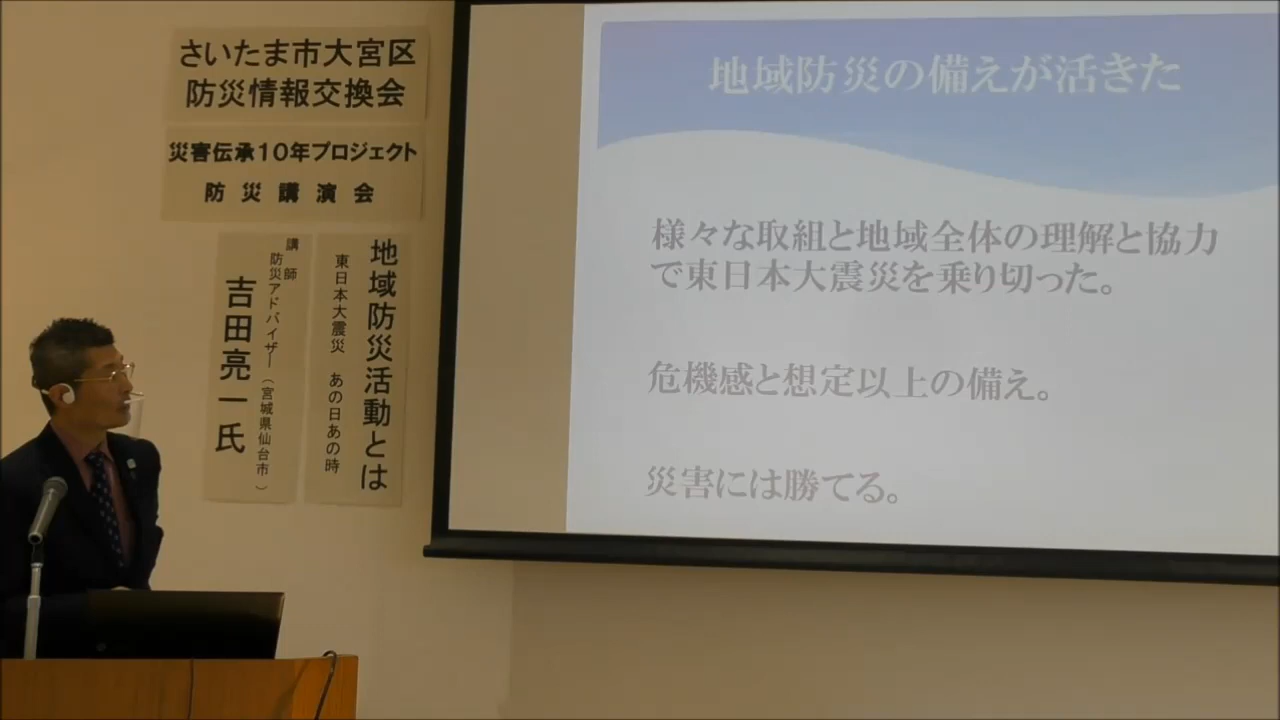 さいたま市大宮区
防災情報交換会
災害伝承10年プロジェクト
防災講演会
地域防災活動とは
東日本大震災 あの日あの時
講師
防災アドバイザー(宮城県仙台市)
吉田亮一氏
地域防災の備えが活きた
様々な取組と地域全体の理解と協力
で東日本大震災を乗り切った。
危機感と想定以上の備え。
災害には勝てる。